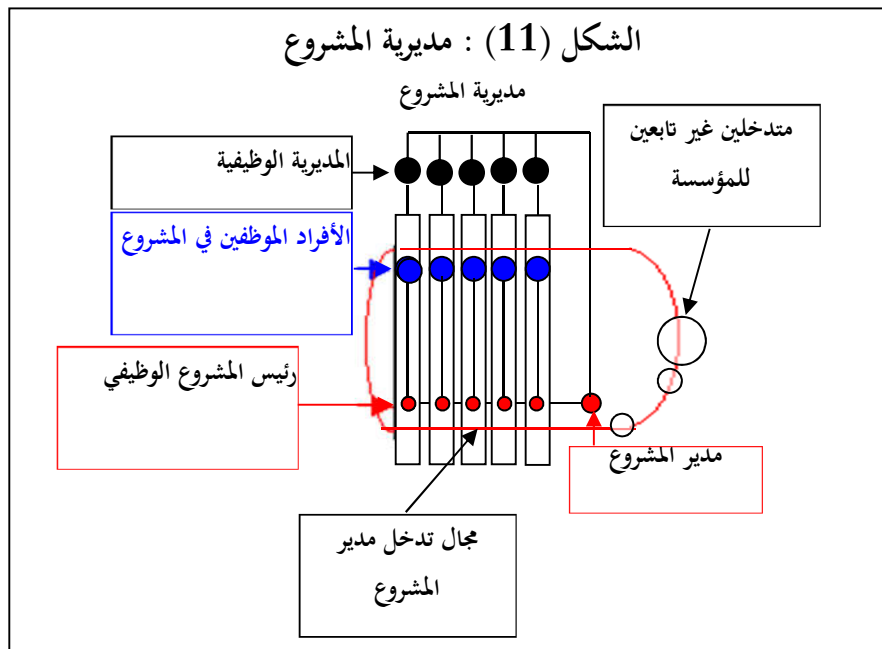 الشكل (11) : مديرية المشروع
مديرية المشروع
متدخلين غير تابعين
للمؤسسة
المديرية الوظيفية
الأفراد الموظفين في المشروع
رئيس المشروع الوظيفي
مدير المشروع
مجال تدخل مدير
المشروع